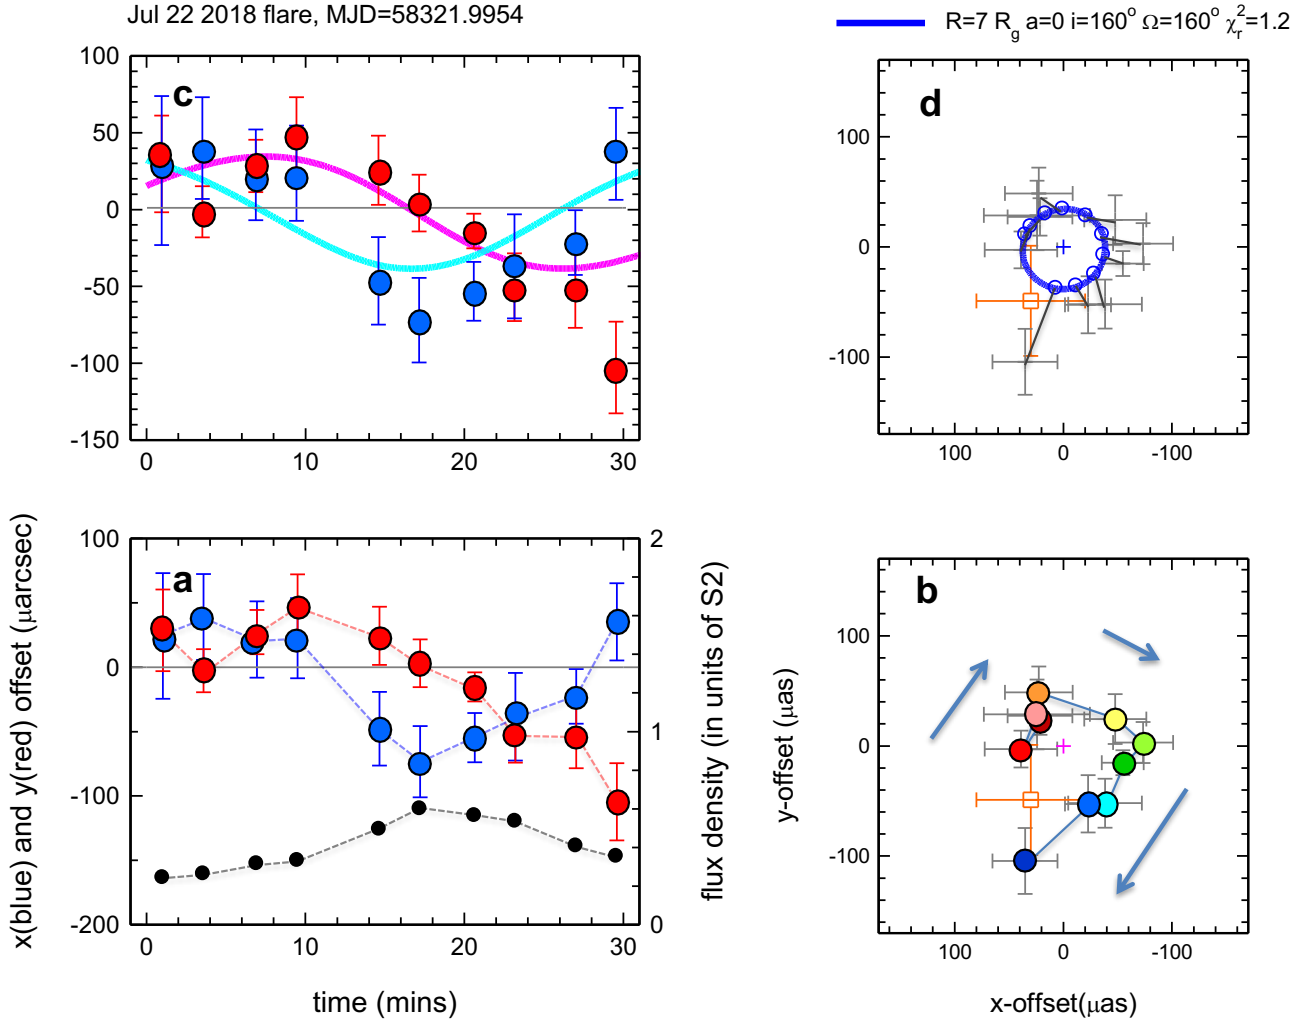 Jul 22 2018 flare, MJD=58321.9954
R=7 R_g a=0 i=160° Ω=160° χ_r^2=1.2
c
100
50
0
-50
-100
-150
0 10 20 30
d
100
0
-100
100 0 -100
x(blue) and y(red) offset (μarcsec)
a
100
0
-100
-200
0 10 20 30
time (mins)
2
1
0
flux density (in units of S2)
b
y-offset (μas)
100
0
-100
100 0 -100
x-offset(μas)